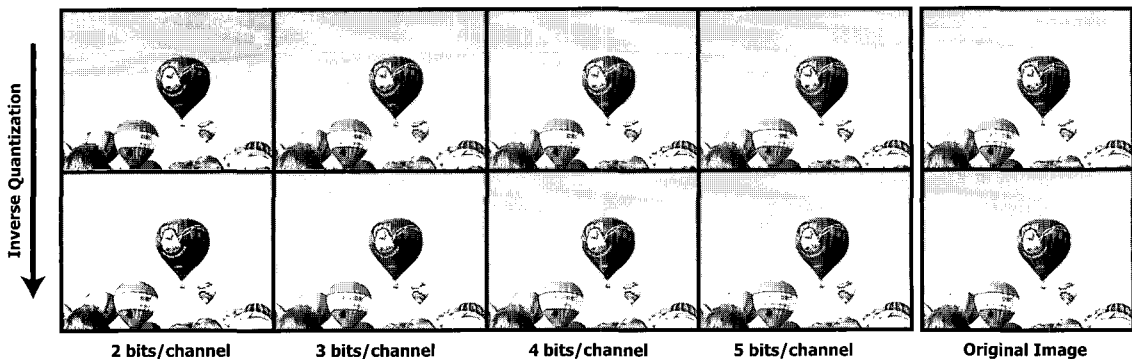 Inverse Quantization
2 bits/channel
3 bits/channel
4 bits/channel
5 bits/channel
Original Image